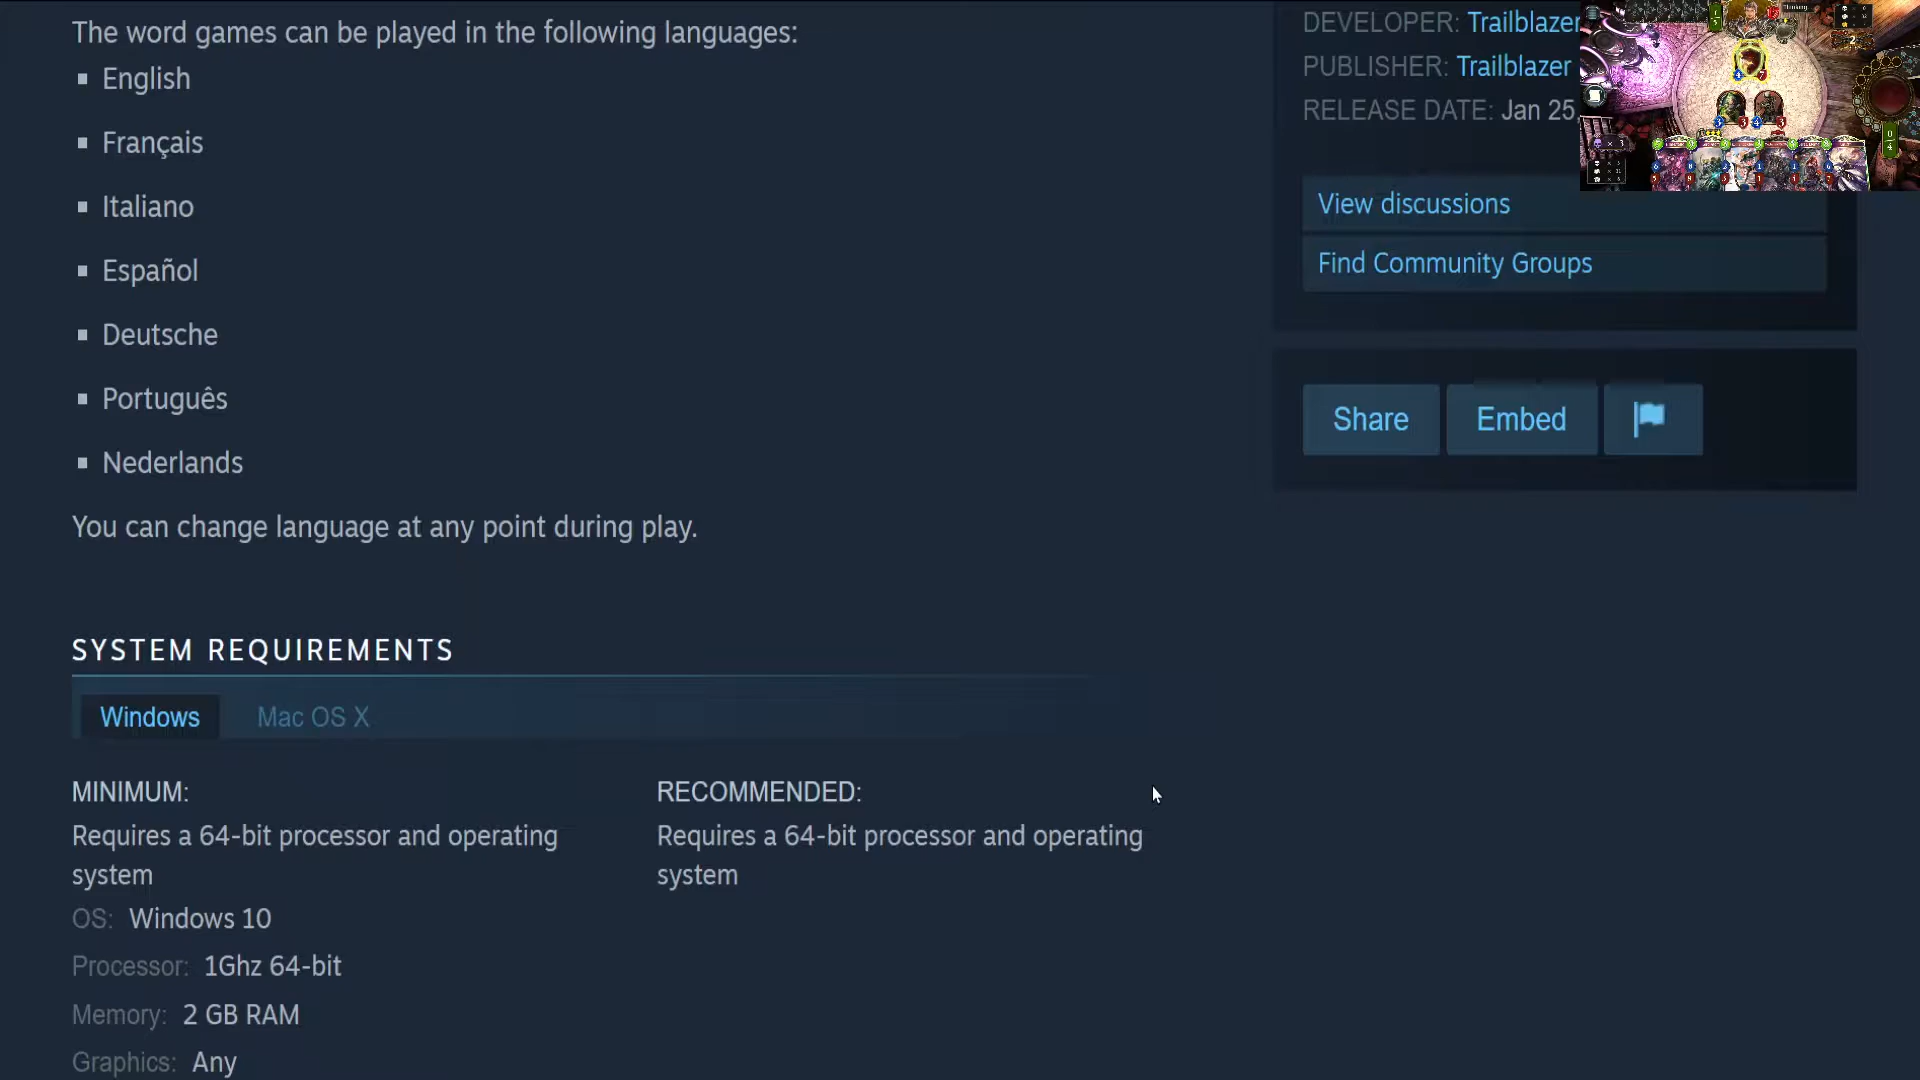 The word games can be played in the following languages:
English
Français
Italiano
Español
Deutsche
Português
Nederlands
You can change language at any point during play.
SYSTEM REQUIREMENTS
Windows
Mac OS X
MINIMUM:
Requires a 64-bit processor and operating
system
OS: Windows 10
Processor: 1Ghz 64-bit
Memory: 2 GB RAM
Graphics: Any
RECOMMENDED:
Requires a 64-bit processor and operating
system
DEVELOPER: Trailblazer
PUBLISHER: Trailblazer
RELEASE DATE: Jan 25
View discussions
Find Community Groups
Share
Embed
Thinking